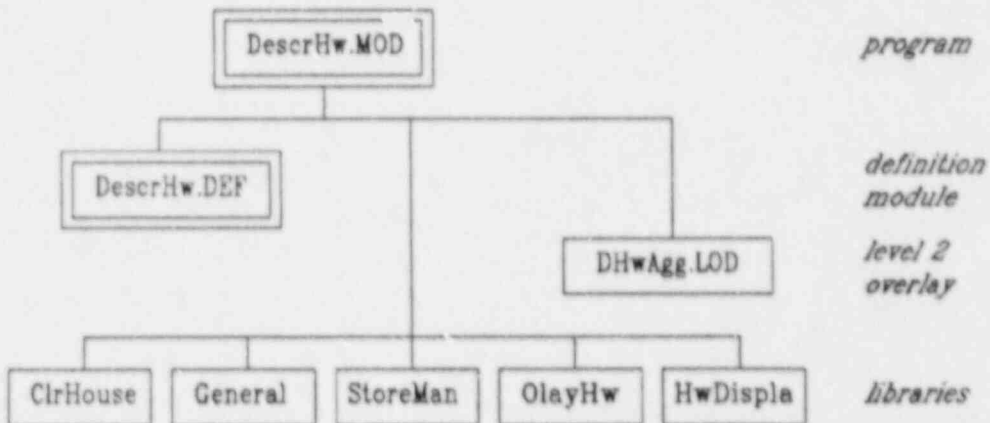 DescrHw.MOD
program
DescrHw.DEF
definition
module
DHwAgg.LOD
level 2
overlay
ClrHouse
General
StoreMan
OlayHw
HwDispla
libraries